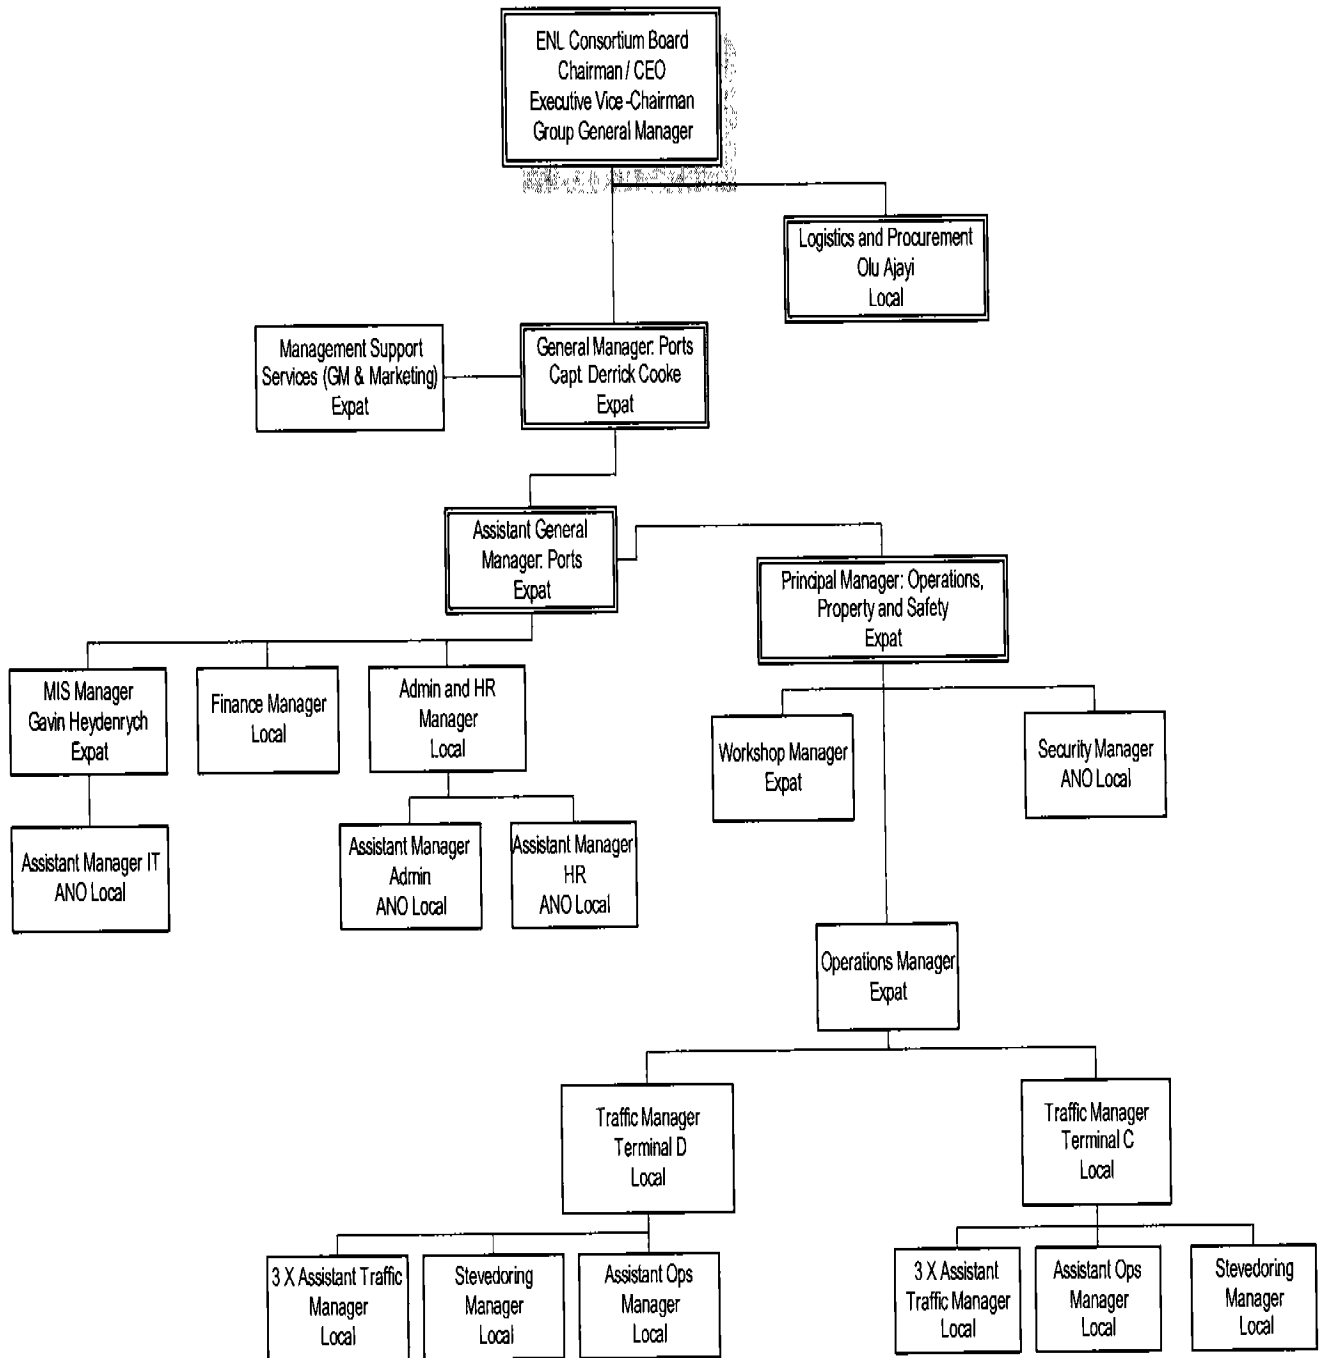 ENL Consortium Board
Chairman / CEO
Executive Vice-Chairman
Group General Manager
Logistics and Procurement
Olu Ajayi
Local
Management Support
Services (GM & Marketing)
Expat
General Manager: Ports
Capt. Derrick Cooke
Expat
Assistant General
Manager: Ports
Expat
Principal Manager: Operations,
Property and Safety
Expat
MIS Manager
Gavin Heydenrych
Expat
Finance Manager
Local
Admin and HR
Manager
Local
Workshop Manager
Expat
Security Manager
ANO Local
Assistant Manager IT
ANO Local
Assistant Manager
Admin
ANO Local
Assistant Manager
HR
ANO Local
Operations Manager
Expat
Traffic Manager
Terminal D
Local
Traffic Manager
Terminal C
Local
3 X Assistant Traffic
Manager
Local
Stevedoring
Manager
Local
Assistant Ops
Manager
Local
3 X Assistant
Traffic Manager
Local
Assistant Ops
Manager
Local
Stevedoring
Manager
Local